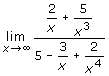 lim x→∞ (2/x + 5/x³) / (5 − 3/x + 2/x⁴)